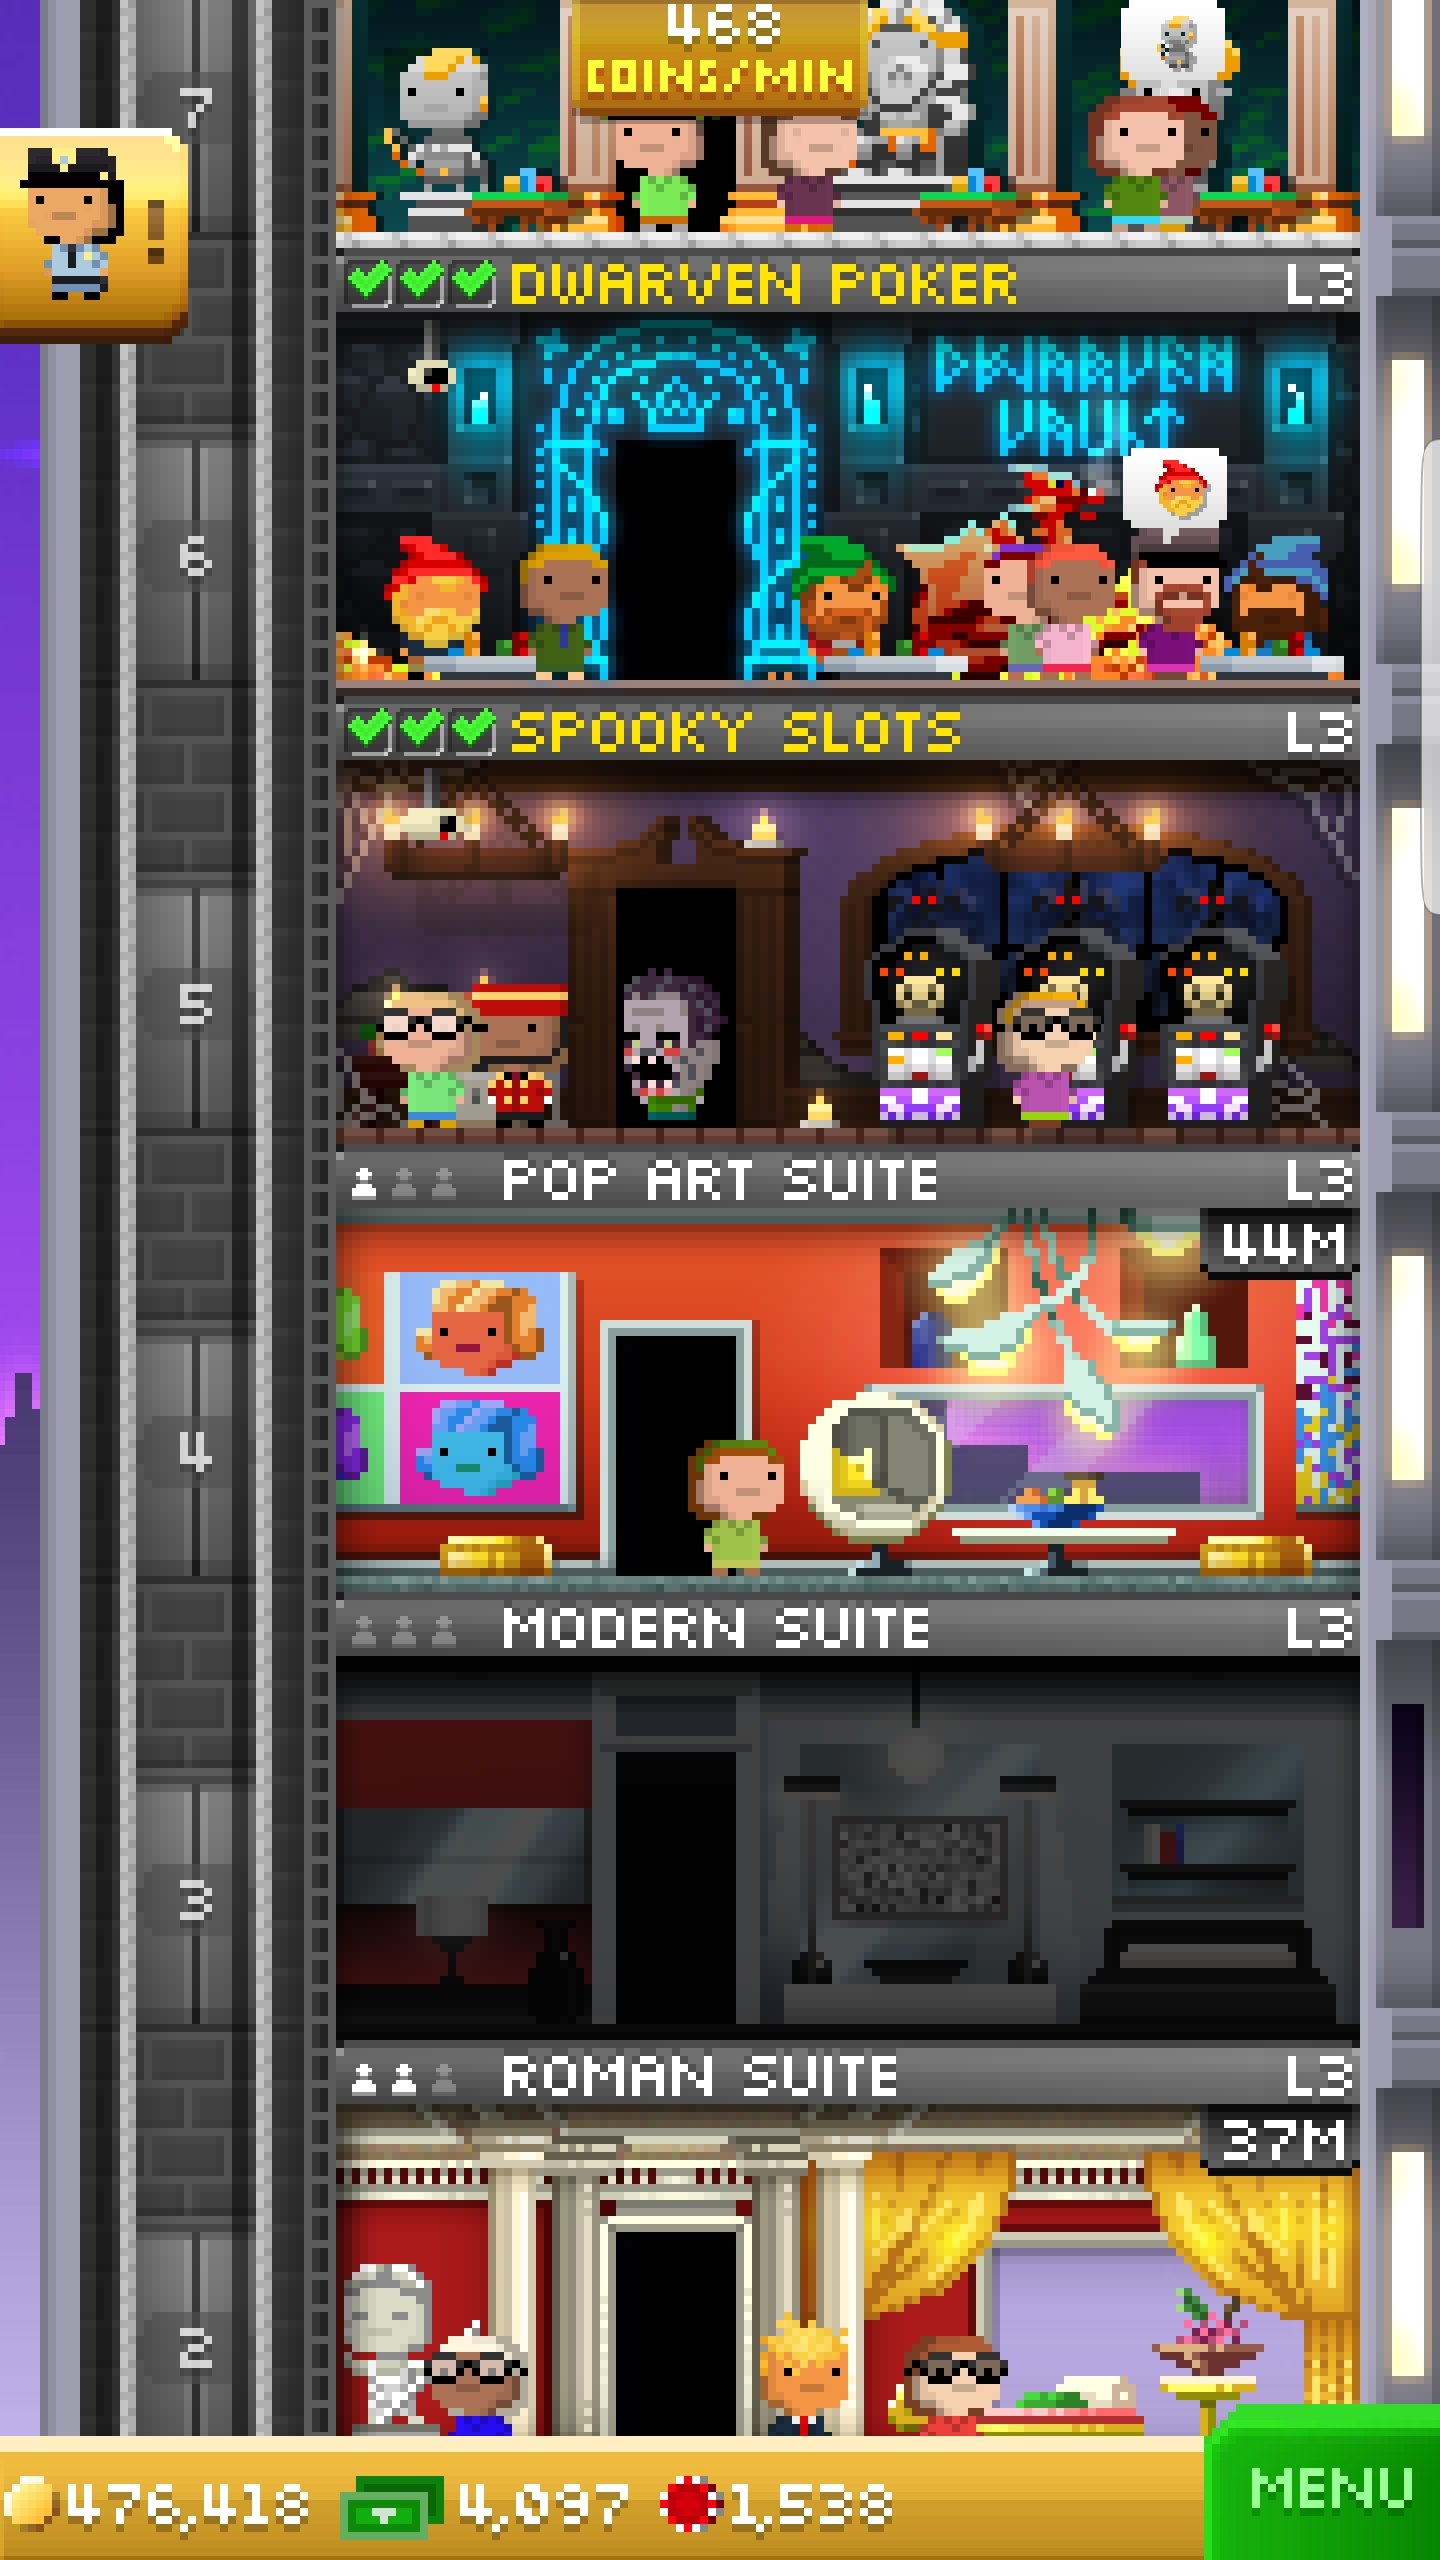 468
COINS/MIN
7
!
DWARVEN POKER L3
DWARVEN
VAULT
6
SPOOKY SLOTS L3
5
POP ART SUITE L3
44M
4
MODERN SUITE L3
3
ROMAN SUITE L3
37M
2
476,418 4,097 1,538
MENU